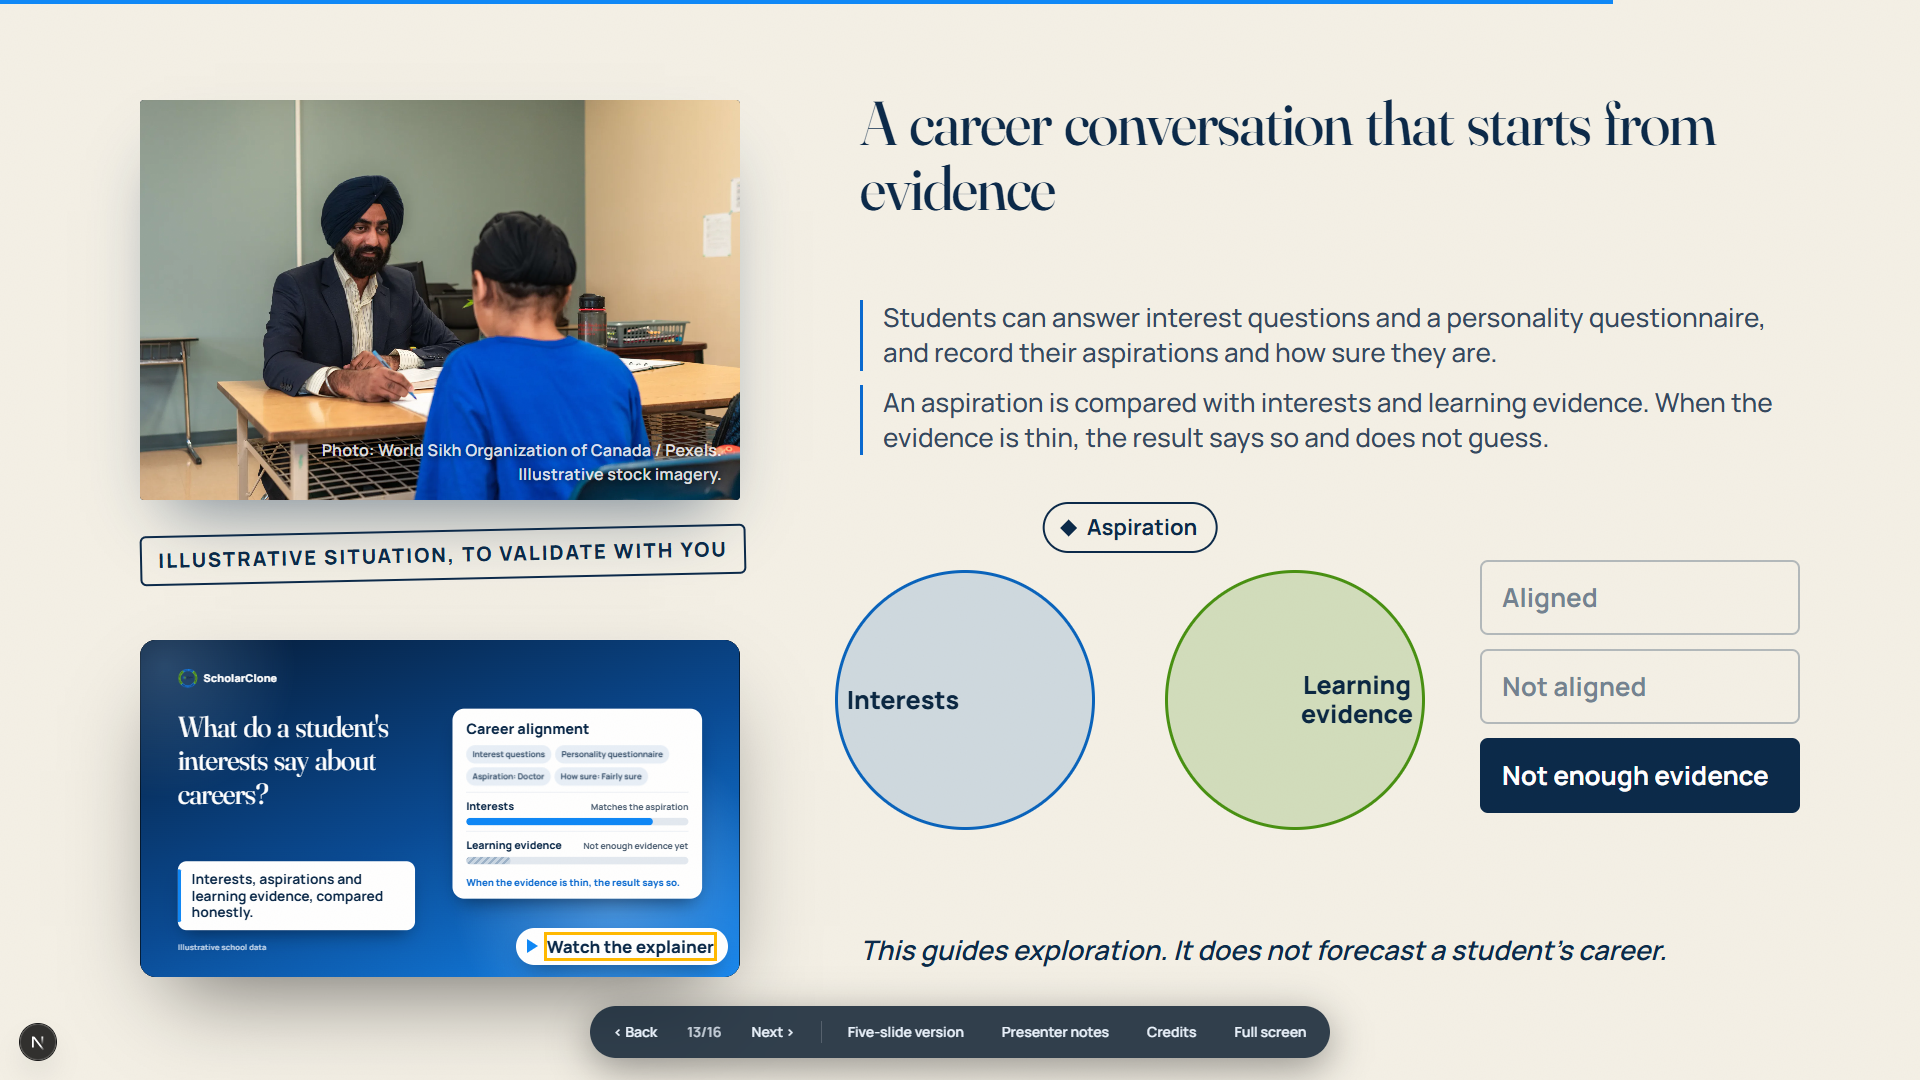 A career conversation that starts from
evidence
Photo: World Sikh Organization of Canada / Pexels.
Illustrative stock imagery.
ILLUSTRATIVE SITUATION, TO VALIDATE WITH YOU
Students can answer interest questions and a personality questionnaire,
and record their aspirations and how sure they are.
An aspiration is compared with interests and learning evidence. When the
evidence is thin, the result says so and does not guess.
Aspiration
Interests
Learning
evidence
Aligned
Not aligned
Not enough evidence
ScholarClone
What do a student's
interests say about
careers?
Interests, aspirations and
learning evidence, compared
honestly.
Illustrative school data
Career alignment
Interest questions
Personality questionnaire
Aspiration: Doctor
How sure: Fairly sure
Interests
Matches the aspiration
Learning evidence
Not enough evidence yet
When the evidence is thin, the result says so.
Watch the explainer
This guides exploration. It does not forecast a student’s career.
‹ Back
13/16
Next ›
Five-slide version
Presenter notes
Credits
Full screen
N